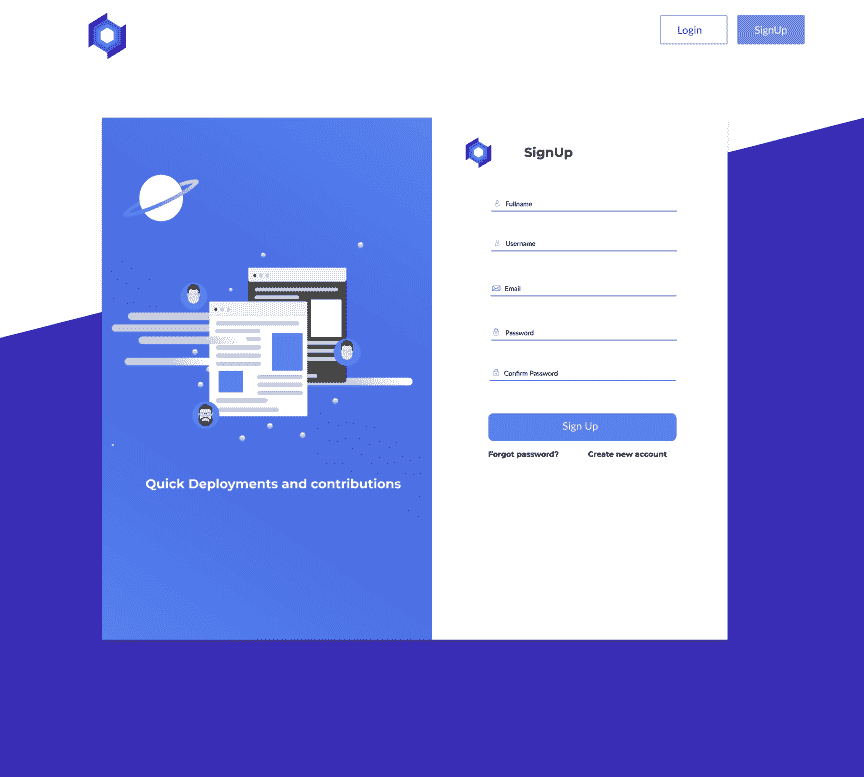 Login
SignUp
SignUp
Fullname
Username
Email
Password
Confirm Password
Sign Up
Forgot password?
Create new account
Quick Deployments and contributions